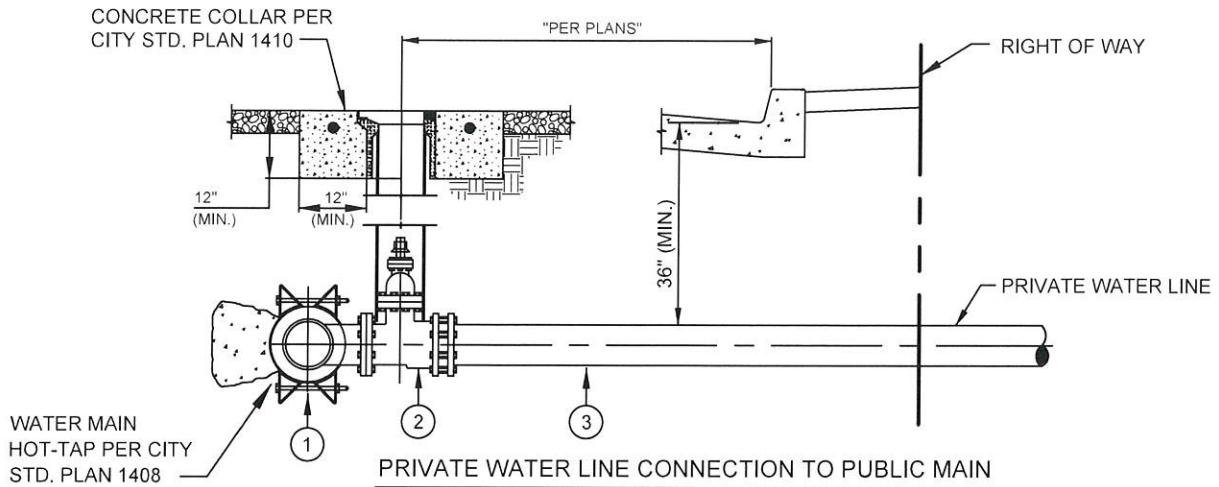 CONCRETE COLLAR PER
CITY STD. PLAN 1410
"PER PLANS"
RIGHT OF WAY
12"
(MIN.)
12"
(MIN.)
36" (MIN.)
PRIVATE WATER LINE
WATER MAIN
HOT-TAP PER CITY
STD. PLAN 1408
1
2
3
PRIVATE WATER LINE CONNECTION TO PUBLIC MAIN